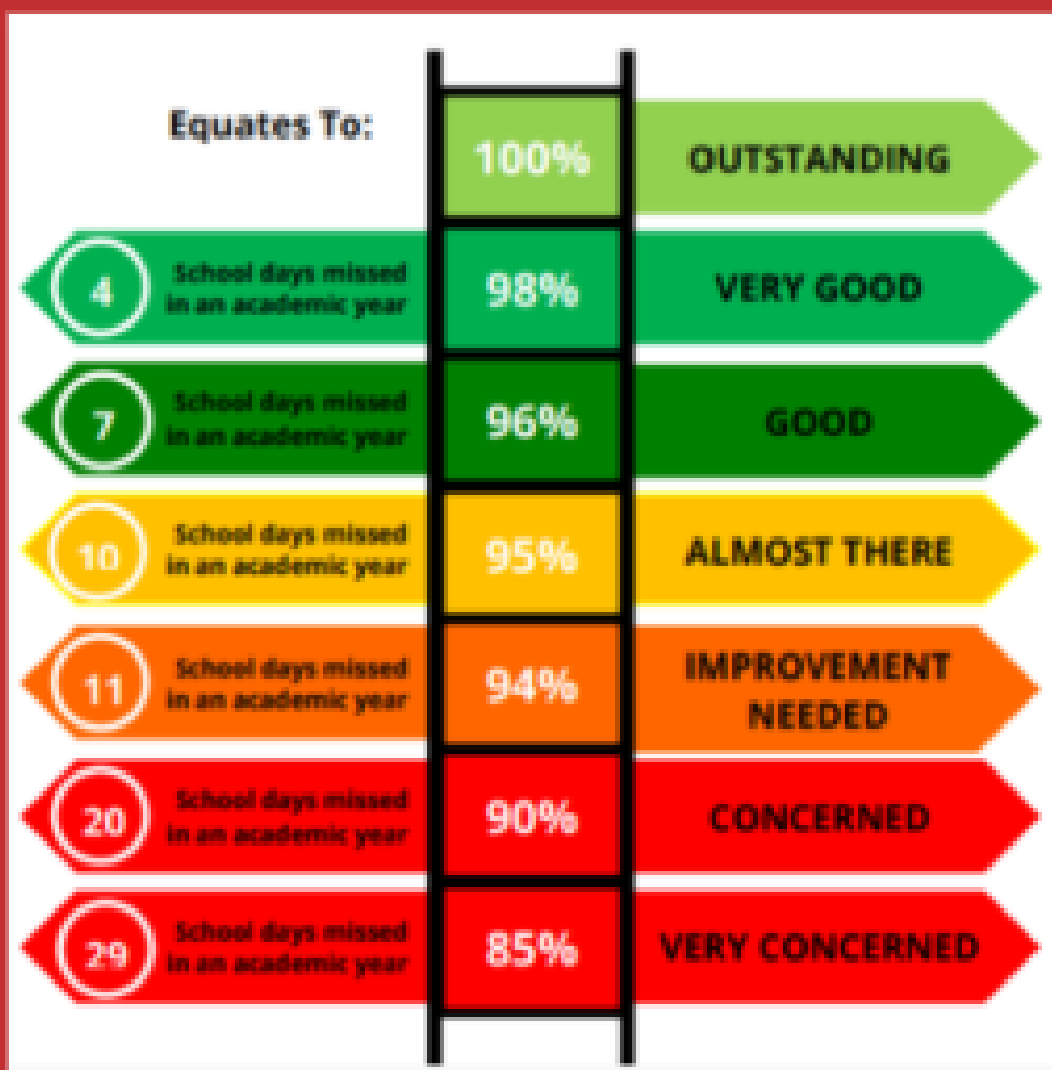 Equates To:
100%
OUTSTANDING
4
School days missed
in an academic year
98%
VERY GOOD
7
School days missed
in an academic year
96%
GOOD
10
School days missed
in an academic year
95%
ALMOST THERE
11
School days missed
in an academic year
94%
IMPROVEMENT
NEEDED
20
School days missed
in an academic year
90%
CONCERNED
29
School days missed
in an academic year
85%
VERY CONCERNED